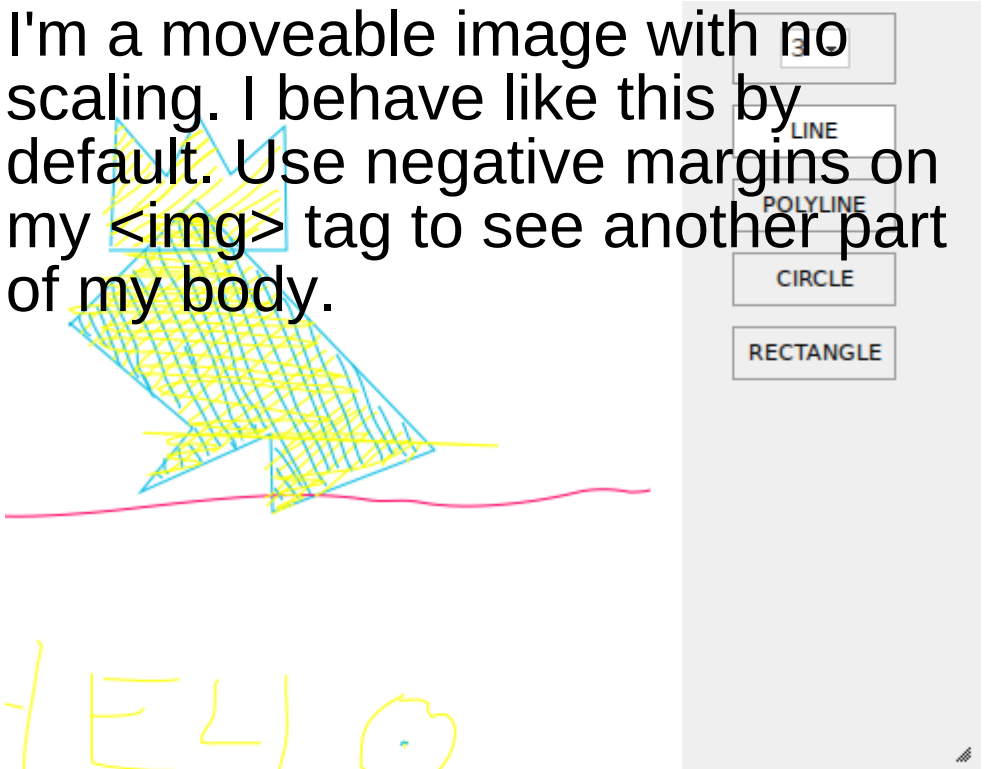 I'm a moveable image with no
scaling. I behave like this by
default. Use negative margins on
my <img> tag to see another part
of my body.
3
LINE
POLYLINE
CIRCLE
RECTANGLE